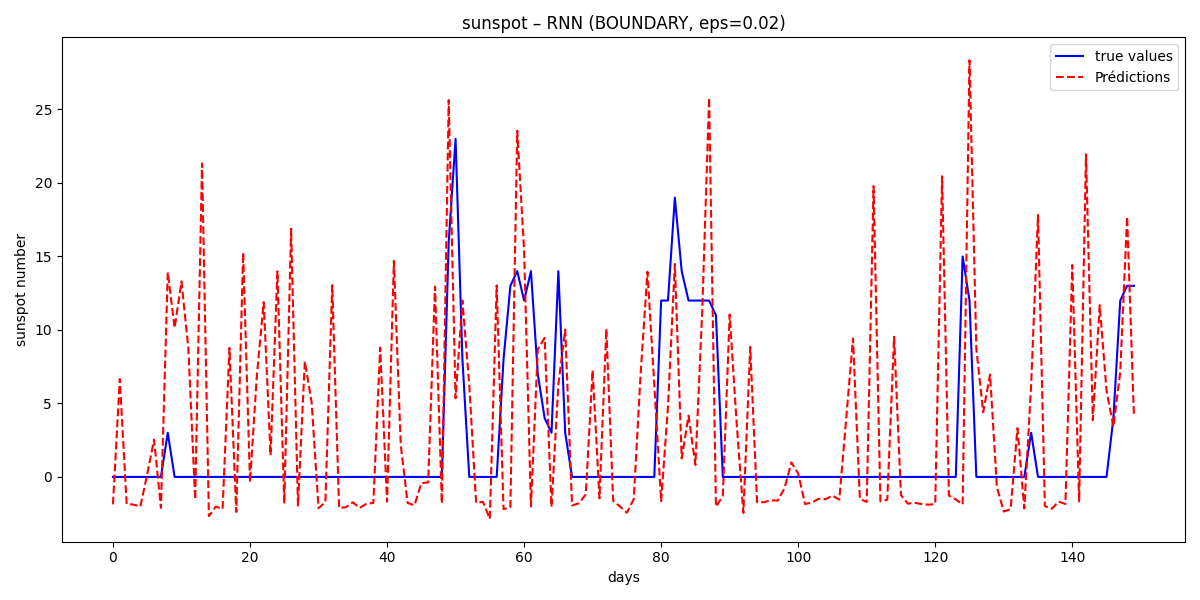 sunspot – RNN (BOUNDARY, eps=0.02)
true values
Prédictions
sunspot number
25
20
15
10
5
0
0 20 40 60 80 100 120 140
days